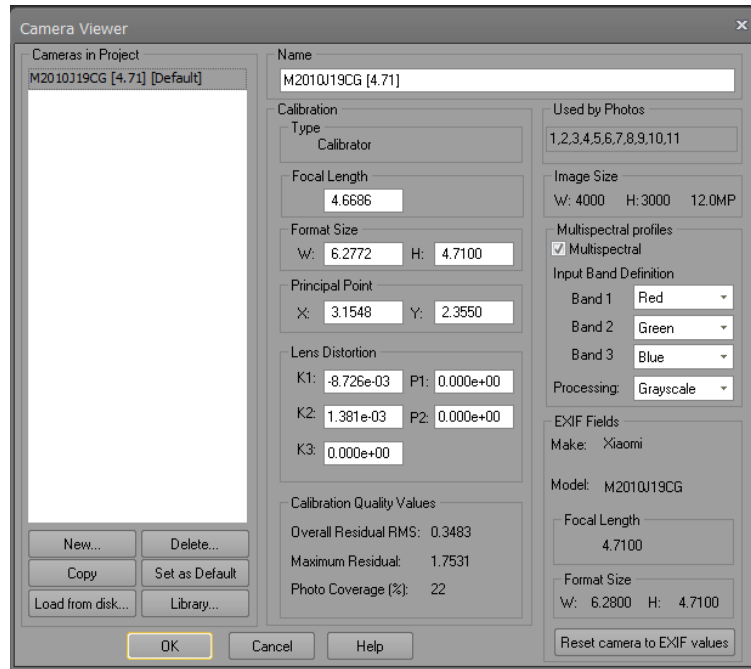 Camera Viewer
x
Cameras in Project
M2010J19CG [4.71] [Default]
New...
Delete...
Copy
Set as Default
Load from disk...
Library...
Name
M2010J19CG [4.71]
Calibration
Type
Calibrator
Focal Length
4.6686
Format Size
W: 6.2772 H: 4.7100
Principal Point
X: 3.1548 Y: 2.3550
Lens Distortion
K1: -8.726e-03 P1: 0.000e+00
K2: 1.381e-03 P2: 0.000e+00
K3: 0.000e+00
Calibration Quality Values
Overall Residual RMS: 0.3483
Maximum Residual: 1.7531
Photo Coverage (%): 22
Used by Photos
1,2,3,4,5,6,7,8,9,10,11
Image Size
W: 4000 H: 3000 12.0MP
Multispectral profiles
Multispectral
Input Band Definition
Band 1 Red
Band 2 Green
Band 3 Blue
Processing: Grayscale
EXIF Fields
Make: Xiaomi
Model: M2010J19CG
Focal Length
4.7100
Format Size
W: 6.2800 H: 4.7100
Reset camera to EXIF values
OK
Cancel
Help